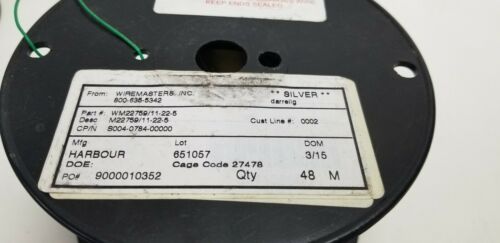 KEEP ENDS SEALED
From: WIREMASTERS, INC. ** SILVER **
800-635-5342 darrellg
Part #: WM22759/11-22-5
Desc M22759/11-22-5 Cust Line #: 0002
CP/N S004-0784-00000
Mfg Lot DOM
HARBOUR 651057 3/15
DOE: Cage Code 27478
PO# 9000010352 Qty 48 M